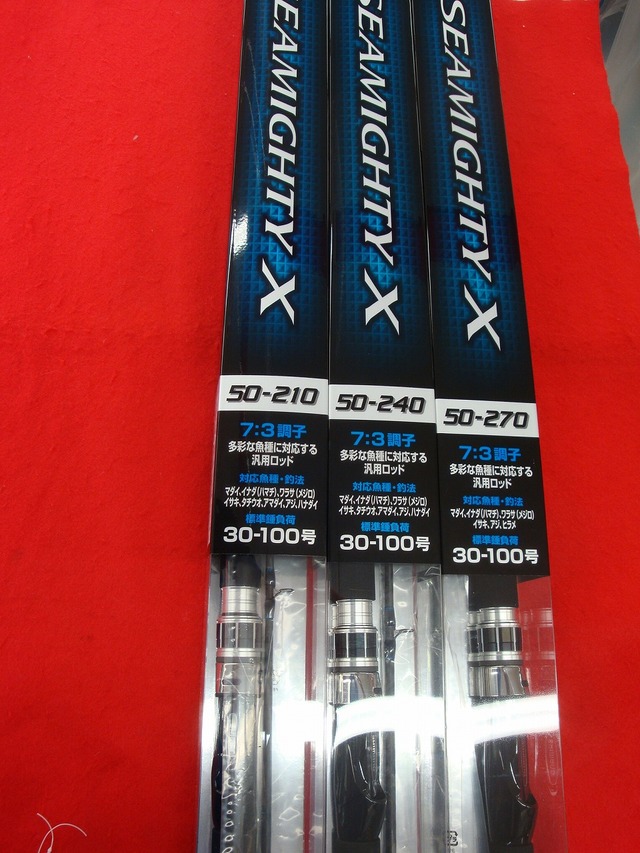 SEAMIGHTY X
50-210
7:3調子
多彩な魚種に対応する
汎用ロッド
対応魚種・釣法
マダイ、イナダ(ハマチ)、ワラサ(メジロ)
イサキ、タチウオ、アマダイ、アジ、ハナダイ
標準錘負荷
30-100号
SEAMIGHTY X
50-240
7:3調子
多彩な魚種に対応する
汎用ロッド
対応魚種・釣法
マダイ、イナダ(ハマチ)、ワラサ(メジロ)
イサキ、タチウオ、アマダイ、アジ、ハナダイ
標準錘負荷
30-100号
SEAMIGHTY X
50-270
7:3調子
多彩な魚種に対応する
汎用ロッド
対応魚種・釣法
マダイ、イナダ(ハマチ)、ワラサ(メジロ)
イサキ、アジ、ヒラメ
標準錘負荷
30-100号